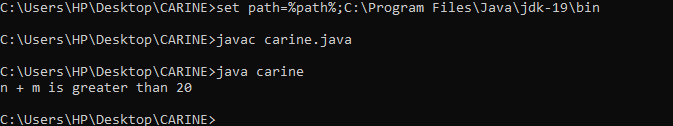 C:\Users\HP\Desktop\CARINE>set path=%path%;C:\Program Files\Java\jdk-19\bin
C:\Users\HP\Desktop\CARINE>javac carine.java
C:\Users\HP\Desktop\CARINE>java carine
n + m is greater than 20
C:\Users\HP\Desktop\CARINE>